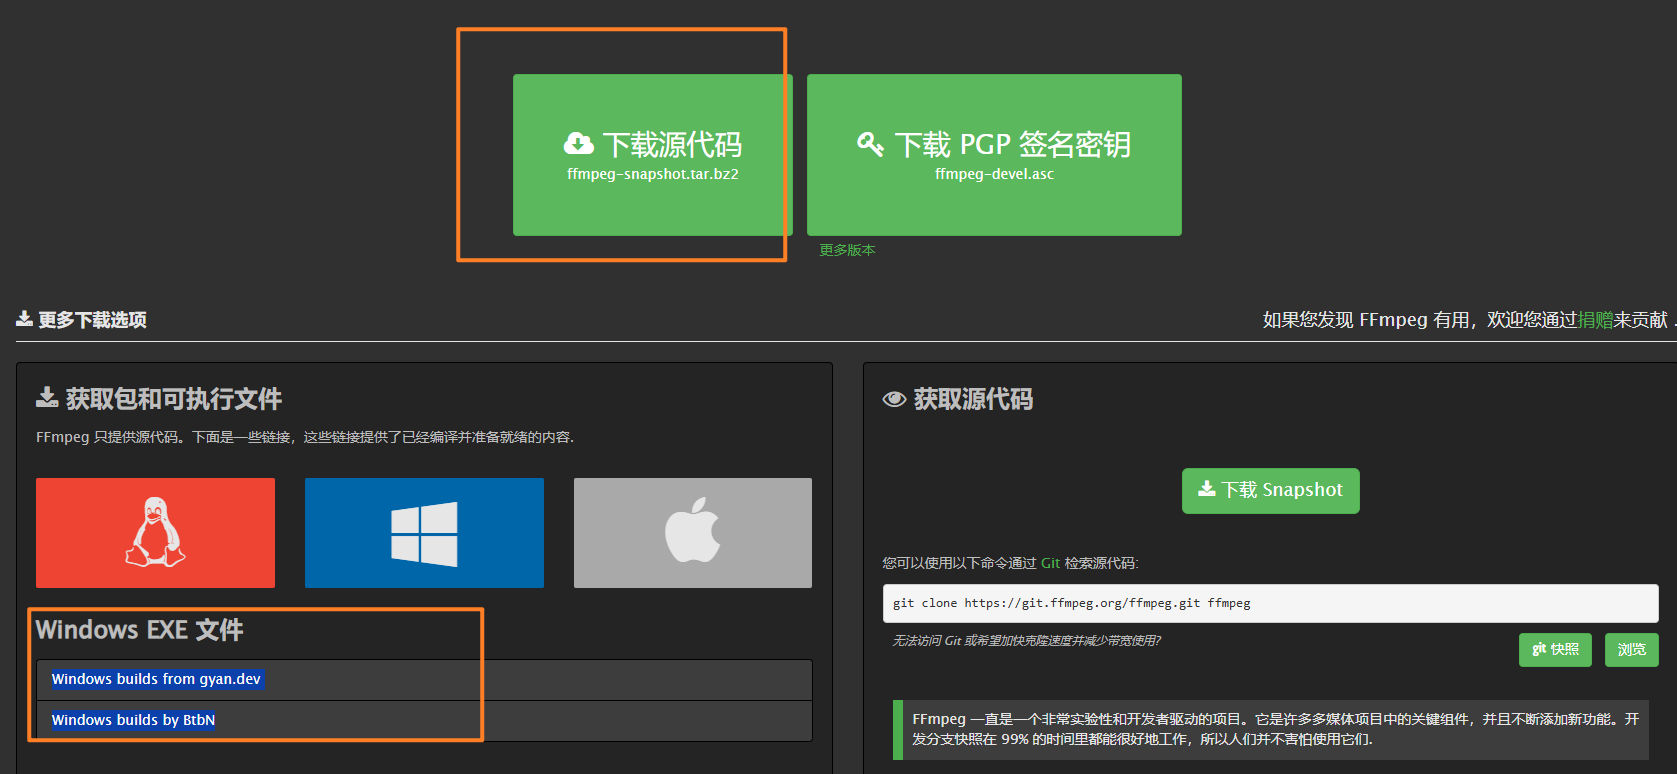 下载源代码
ffmpeg-snapshot.tar.bz2
下载 PGP 签名密钥
ffmpeg-devel.asc
更多版本
更多下载选项
如果您发现 FFmpeg 有用，欢迎您通过捐赠来贡献 .
获取包和可执行文件
FFmpeg 只提供源代码。下面是一些链接，这些链接提供了已经编译并准备就绪的内容.
Windows EXE 文件
Windows builds from gyan.dev
Windows builds by BtbN
获取源代码
下载 Snapshot
您可以使用以下命令通过 Git 检索源代码:
git clone https://git.ffmpeg.org/ffmpeg.git ffmpeg
无法访问 Git 或希望加快克隆速度并减少带宽使用?
git 快照
浏览
FFmpeg 一直是一个非常实验性和开发者驱动的项目。它是许多多媒体项目中的关键组件，并且不断添加新功能。开
发分支快照在 99% 的时间里都能很好地工作，所以人们并不害怕使用它们.